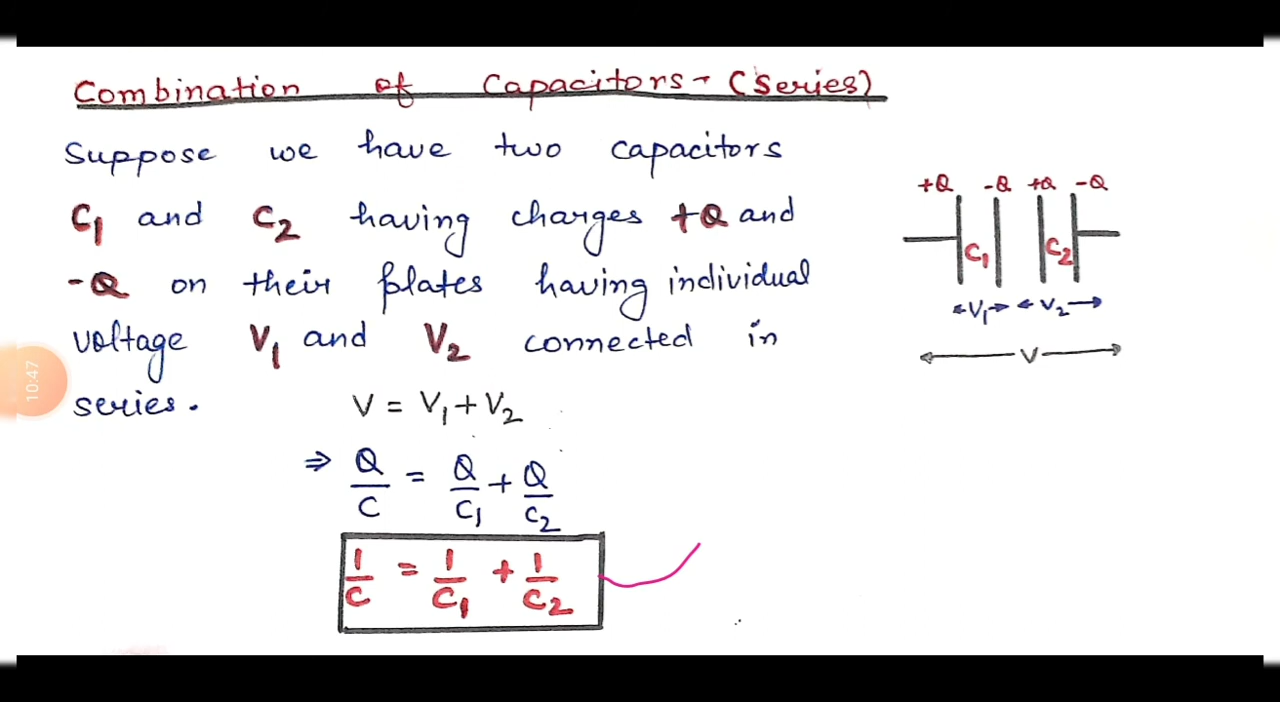 Combination of Capacitors - (Series)
Suppose we have two capacitors
C₁ and C₂ having charges +Q and
-Q on their plates having individual
voltage V₁ and V₂ connected in
series.
V = V₁ + V₂
⇒ Q/C = Q/C₁ + Q/C₂
1/C = 1/C₁ + 1/C₂
+Q -Q +Q -Q
C₁ C₂
V₁ V₂
V
10:47